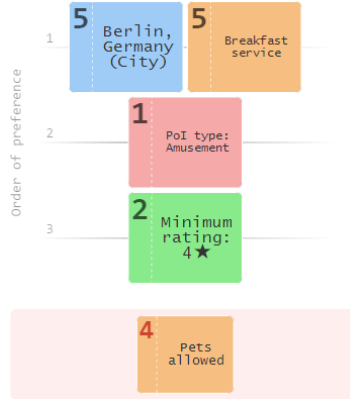 5
Berlin,
Germany
(City)
5
Breakfast
service
1
Order of preference
1
PoI type:
Amusement
2
2
Minimum
rating:
4★
3
4
Pets
allowed